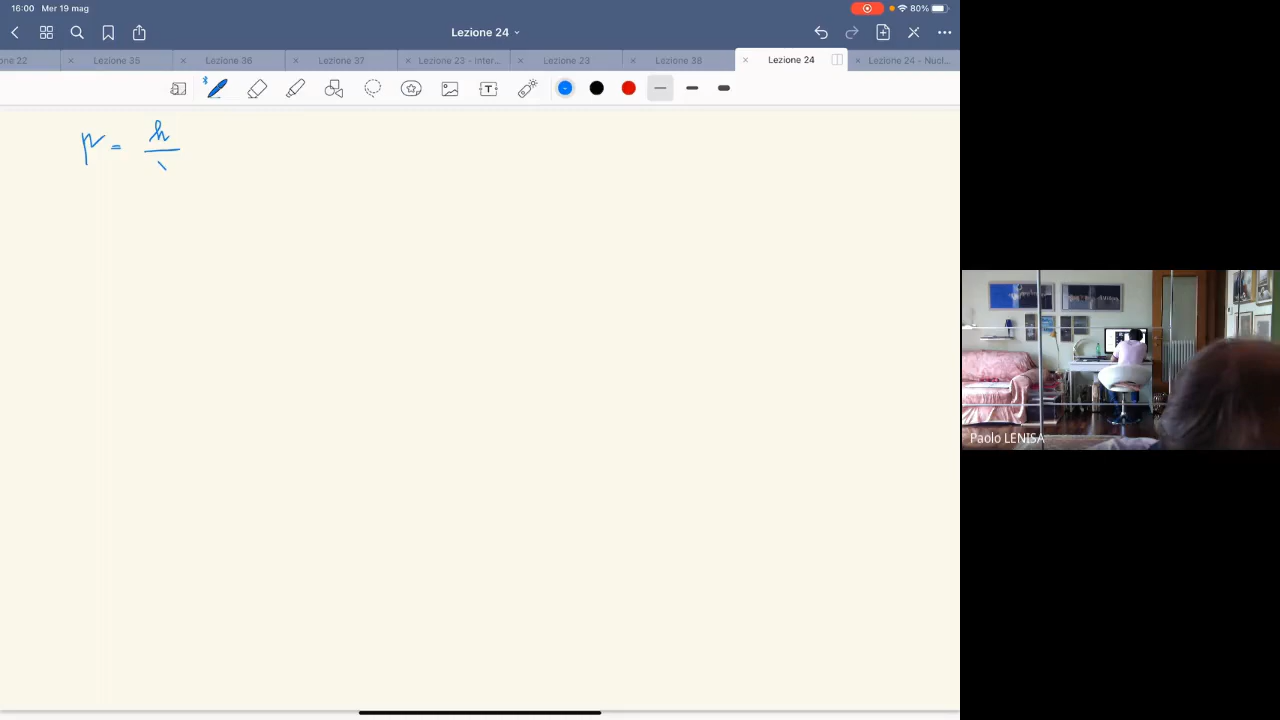 16:00 Mer 19 mag
80%
Lezione 24
ne 22
Lezione 35
Lezione 36
Lezione 37
Lezione 23 - Inter...
Lezione 23
Lezione 38
Lezione 24
Lezione 24 - Nucl...
T
p = h
Paolo LENISA